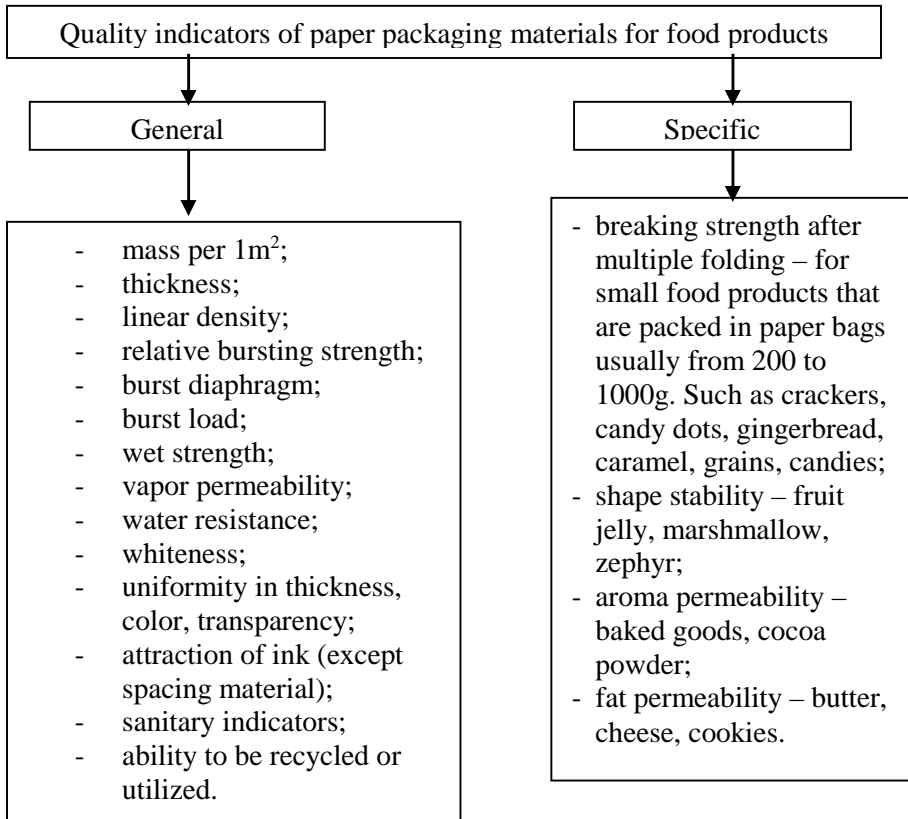 Quality indicators of paper packaging materials for food products
General
- mass per 1m²;
- thickness;
- linear density;
- relative bursting strength;
- burst diaphragm;
- burst load;
- wet strength;
- vapor permeability;
- water resistance;
- whiteness;
- uniformity in thickness,
color, transparency;
- attraction of ink (except
spacing material);
- sanitary indicators;
- ability to be recycled or
utilized.
Specific
- breaking strength after
multiple folding – for
small food products that
are packed in paper bags
usually from 200 to
1000g. Such as crackers,
candy dots, gingerbread,
caramel, grains, candies;
- shape stability – fruit
jelly, marshmallow,
zephyr;
- aroma permeability –
baked goods, cocoa
powder;
- fat permeability – butter,
cheese, cookies.